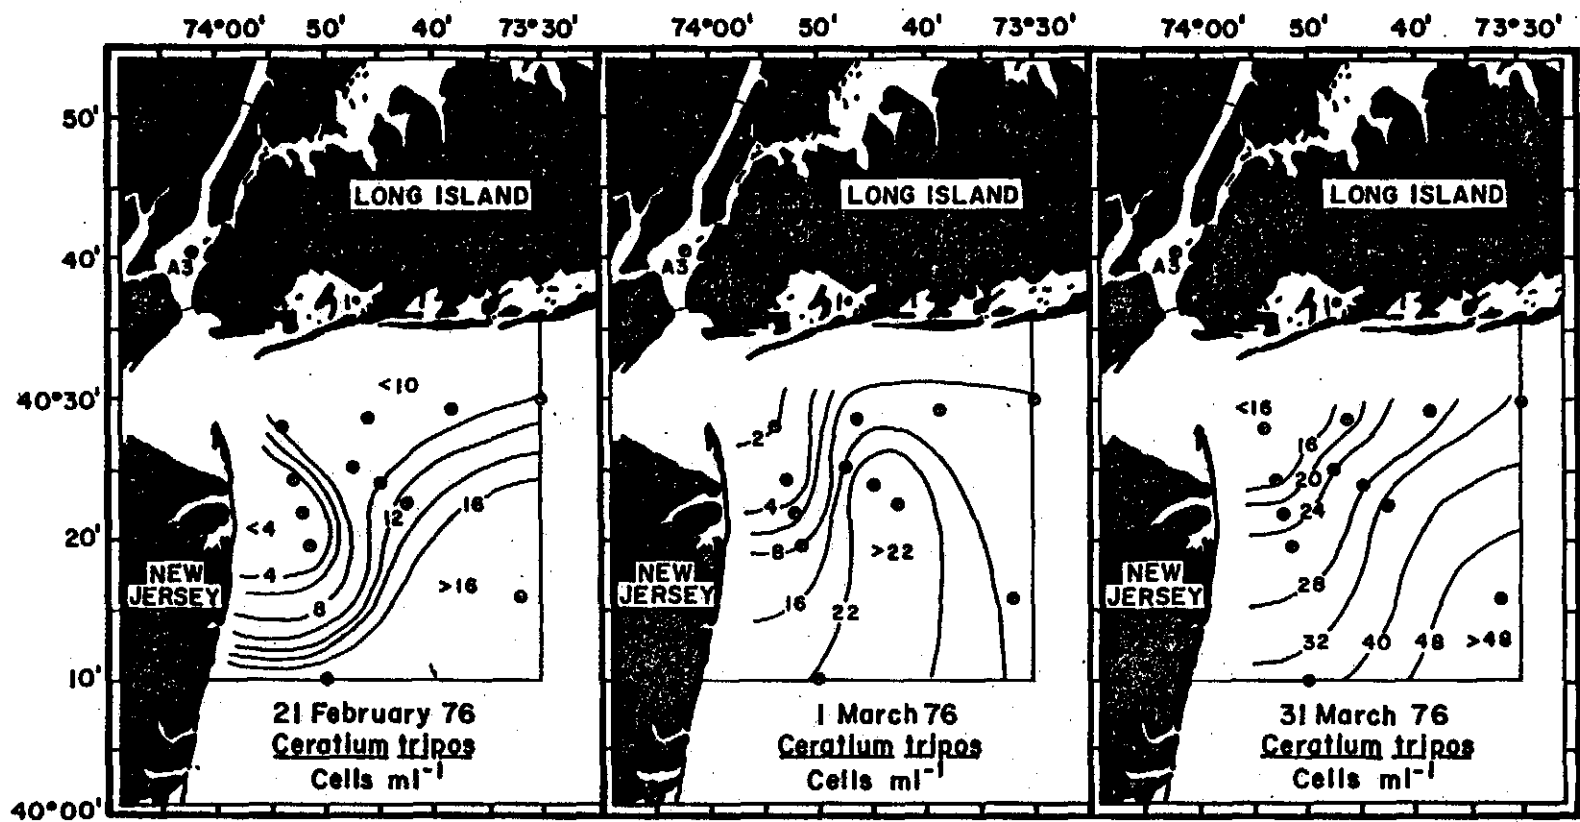 74°00' 50' 40' 73°30' 74°00' 50' 40' 73°30' 74°00' 50' 40' 73°30'
50'
LONG ISLAND LONG ISLAND LONG ISLAND
40'
A3 A3 A3
<10
40°30'
<16
2
16
20
4 24
12 16
<4
20' 8 >22
4 28
NEW JERSEY NEW JERSEY NEW JERSEY
8 >16 16 22
32 40 48 >48
10'
21 February 76 1 March 76 31 March 76
Ceratium tripos Ceratium tripos Ceratium tripos
Cells ml⁻¹ Cells ml⁻¹ Cells ml⁻¹
40°00'